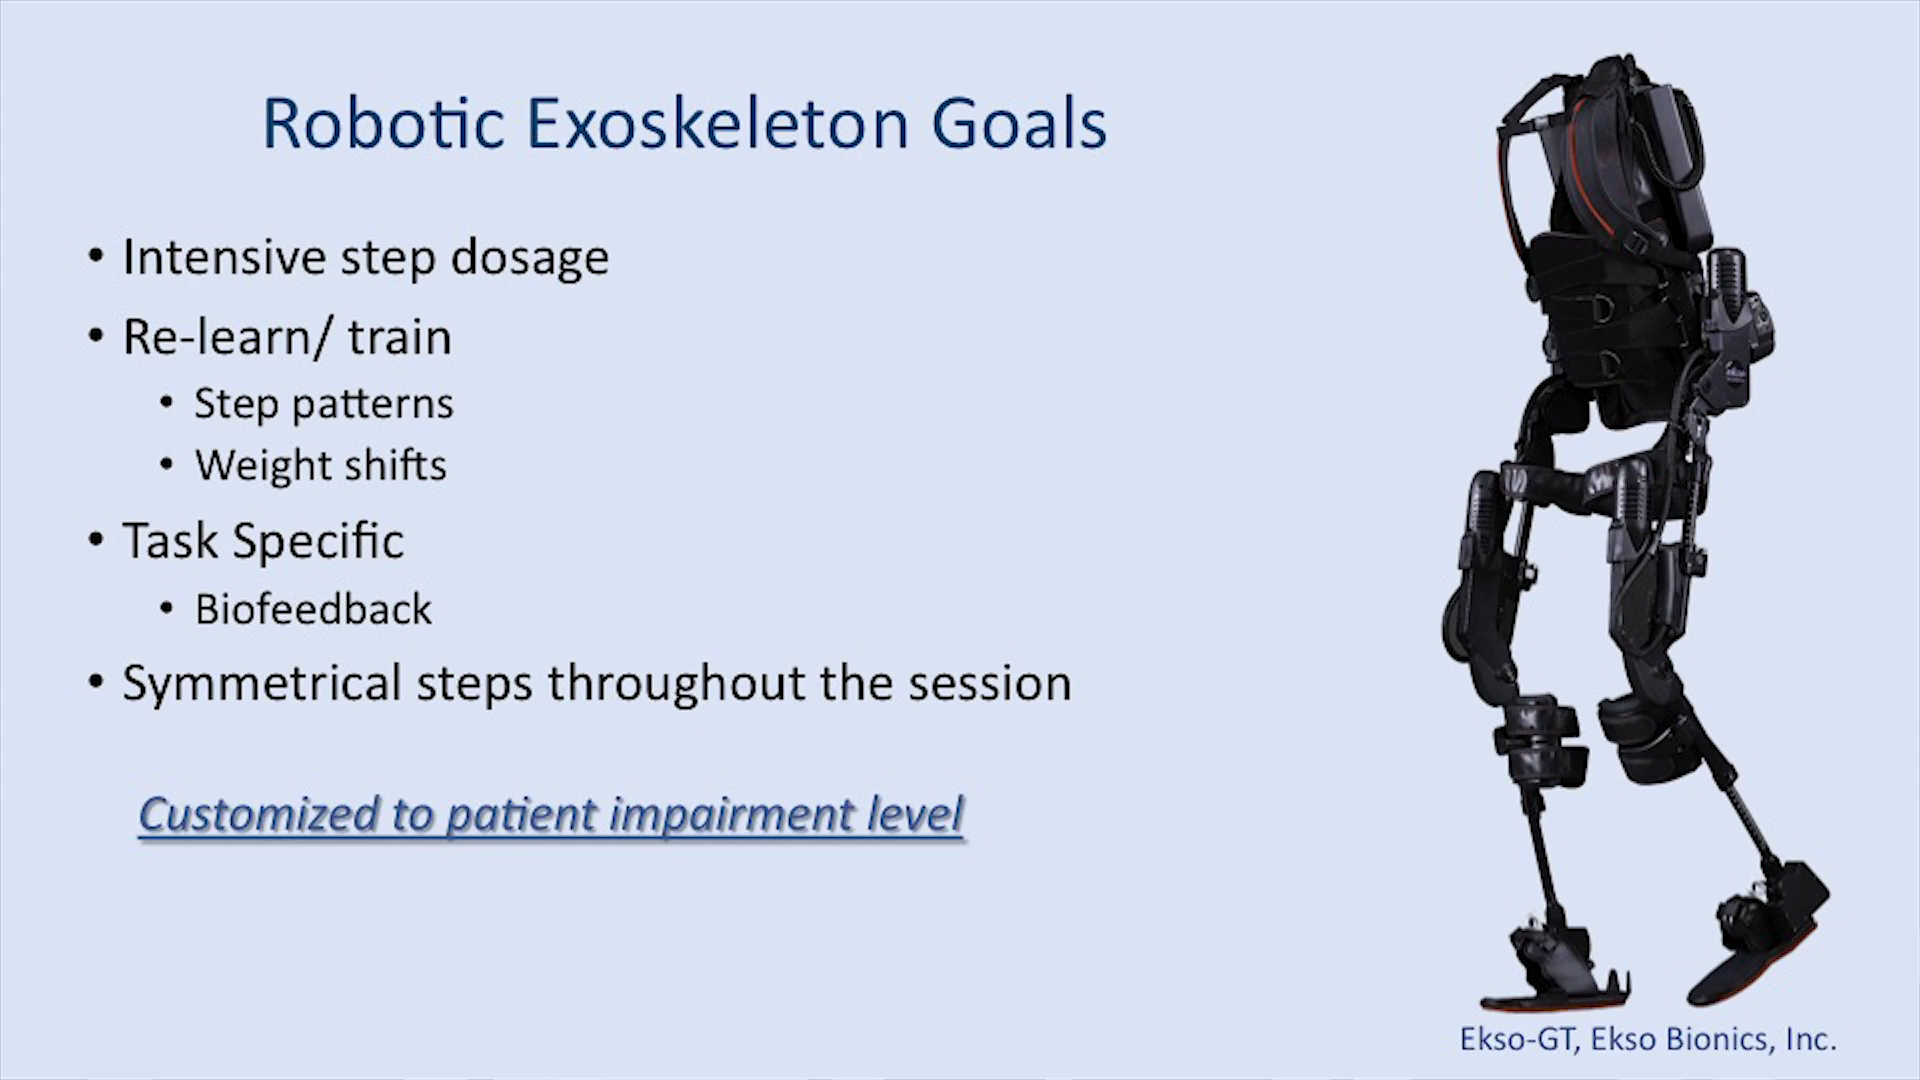 Robotic Exoskeleton Goals
• Intensive step dosage
• Re-learn/ train
• Step patterns
• Weight shifts
• Task Specific
• Biofeedback
• Symmetrical steps throughout the session
Customized to patient impairment level
Ekso-GT, Ekso Bionics, Inc.